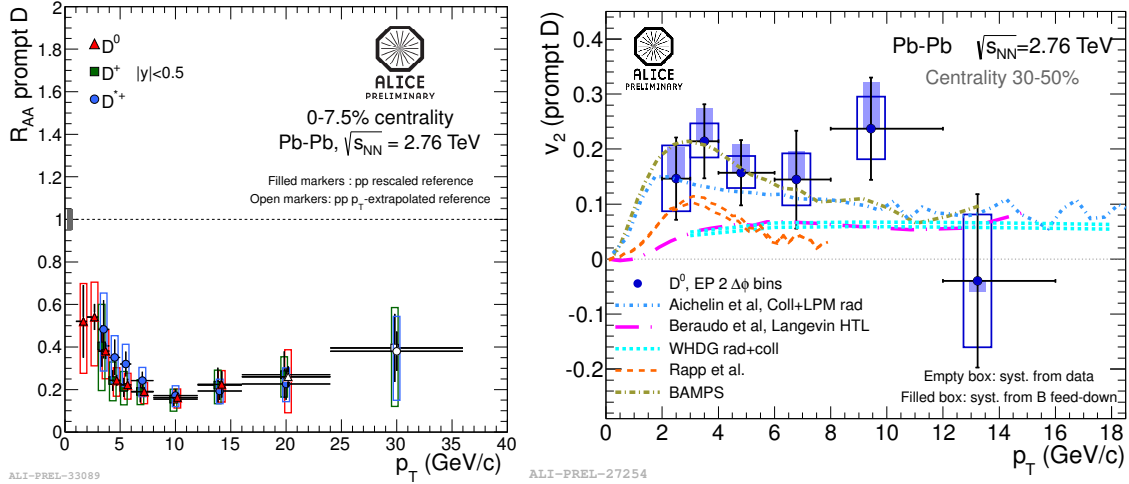 R_AA prompt D
2
1.8
1.6
1.4
1.2
1
0.8
0.6
0.4
0.2
0
D^0
D^+ |y|<0.5
D^*+
ALICE
PRELIMINARY
0-7.5% centrality
Pb-Pb, √s_NN = 2.76 TeV
Filled markers : pp rescaled reference
Open markers: pp p_T-extrapolated reference
0 5 10 15 20 25 30 35 40
p_T (GeV/c)
ALI-PREL-33089
v_2 (prompt D)
0.4
0.3
0.2
0.1
0
-0.1
-0.2
ALICE
PRELIMINARY
Pb-Pb √s_NN=2.76 TeV
Centrality 30-50%
D^0, EP 2 Δϕ bins
Aichelin et al, Coll+LPM rad
Beraudo et al, Langevin HTL
WHDG rad+coll
Rapp et al.
BAMPS
Empty box: syst. from data
Filled box: syst. from B feed-down
0 2 4 6 8 10 12 14 16 18
p_T (GeV/c)
ALI-PREL-27254